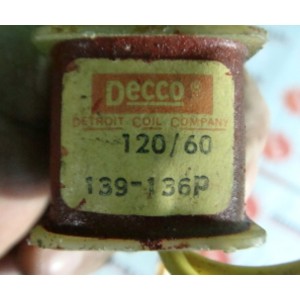 Decco®
DETROIT COIL COMPANY
120/60
139-136P